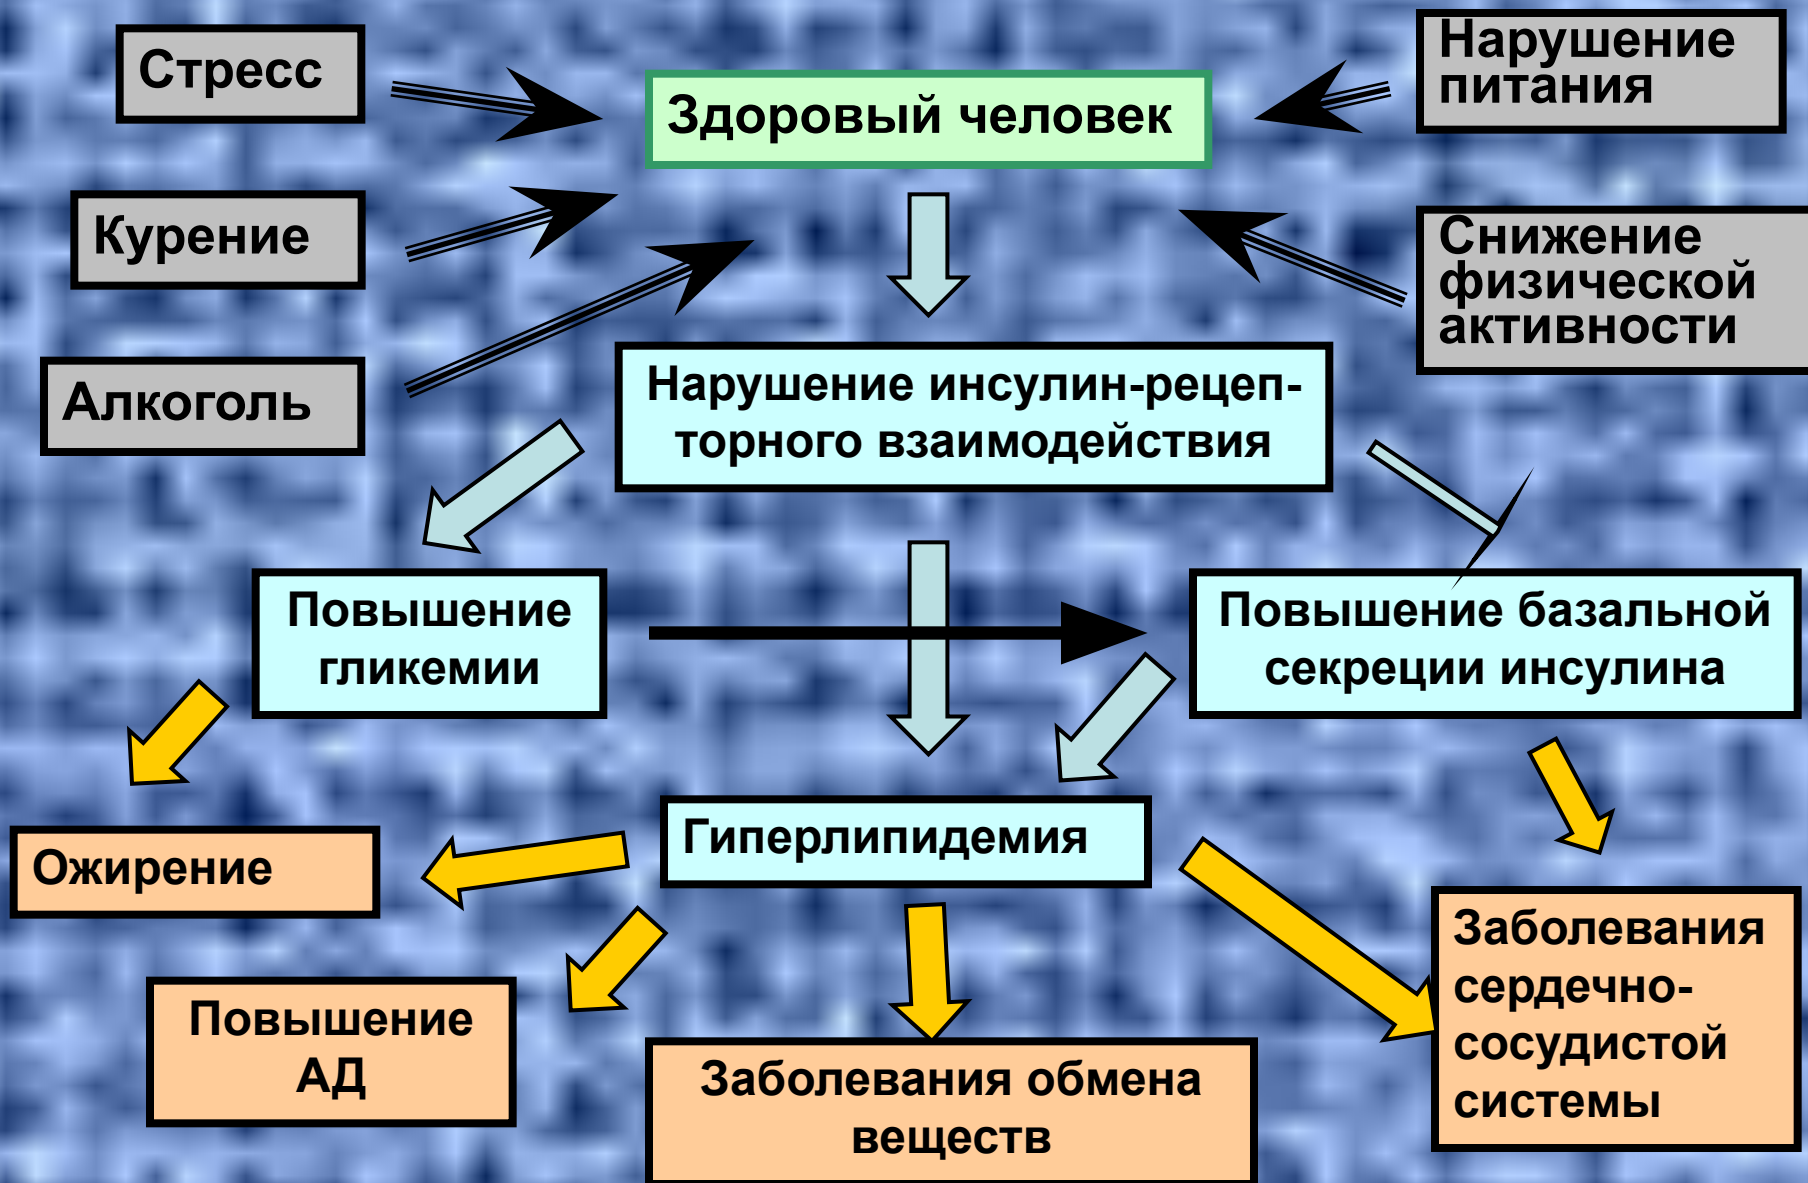 Стресс
Здоровый человек
Нарушение
питания
Курение
Снижение
физической
активности
Алкоголь
Нарушение инсулин-рецеп-
торного взаимодействия
Повышение
гликемии
Повышение базальной
секреции инсулина
Гиперлипидемия
Ожирение
Повышение
АД
Заболевания обмена
веществ
Заболевания
сердечно-
сосудистой
системы